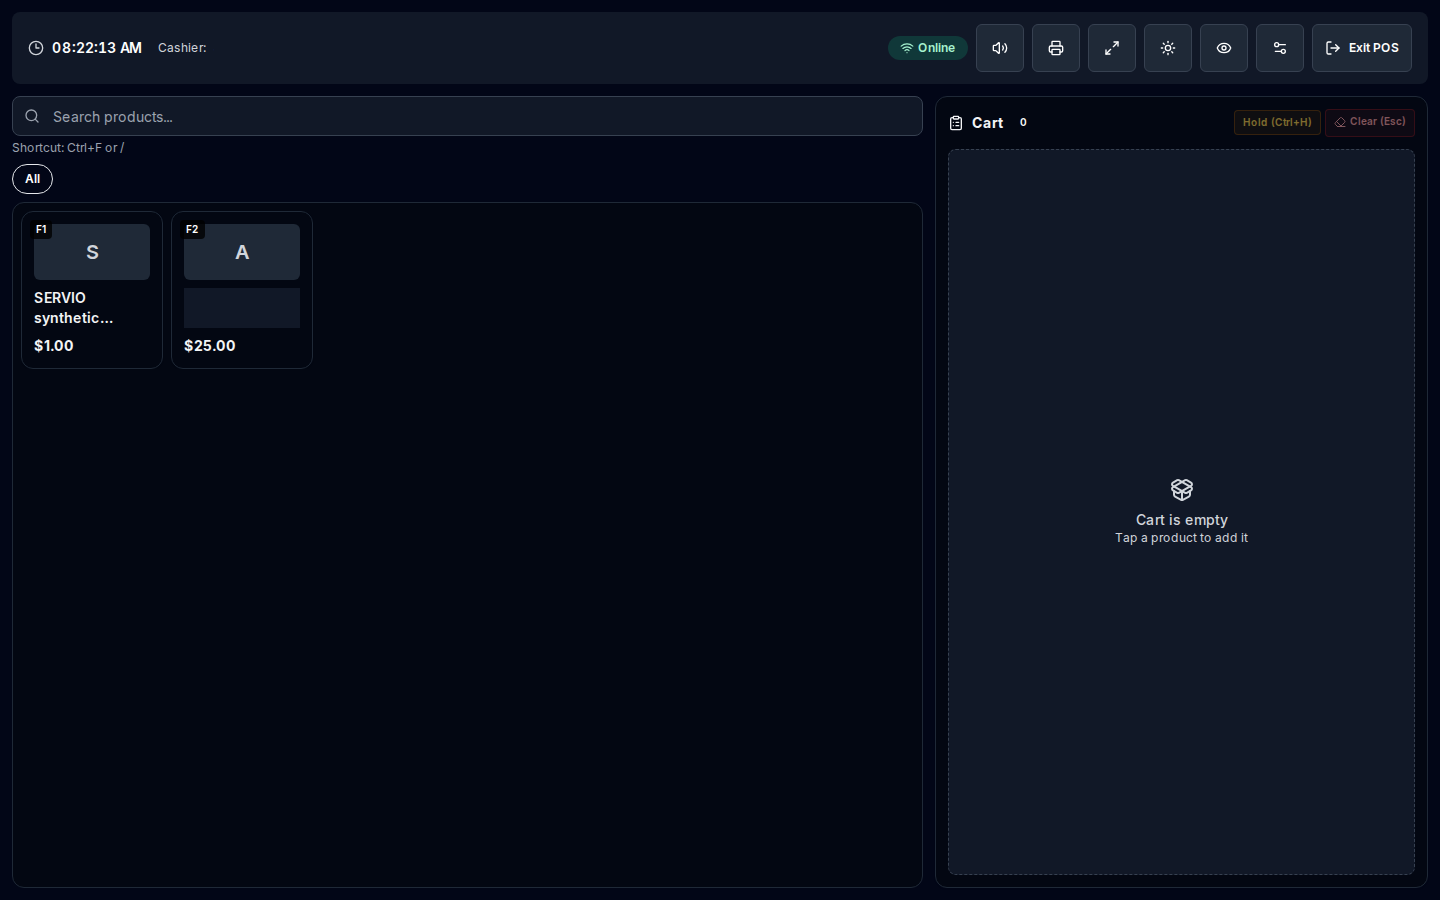 08:22:13 AM
Cashier:
Online
Exit POS
Search products...
Shortcut: Ctrl+F or /
All
F1
S
SERVIO
synthetic...
$1.00
F2
A
$25.00
Cart 0
Hold (Ctrl+H)
Clear (Esc)
Cart is empty
Tap a product to add it